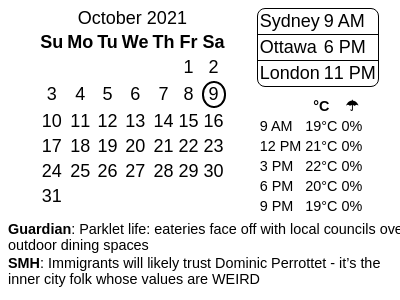 October 2021
Su Mo Tu We Th Fr Sa
1 2
3 4 5 6 7 8 9
10 11 12 13 14 15 16
17 18 19 20 21 22 23
24 25 26 27 28 29 30
31
Sydney 9 AM
Ottawa 6 PM
London 11 PM
°C ☂
9 AM 19°C 0%
12 PM 21°C 0%
3 PM 22°C 0%
6 PM 20°C 0%
9 PM 19°C 0%
Guardian: Parklet life: eateries face off with local councils ove
outdoor dining spaces
SMH: Immigrants will likely trust Dominic Perrottet - it’s the
inner city folk whose values are WEIRD